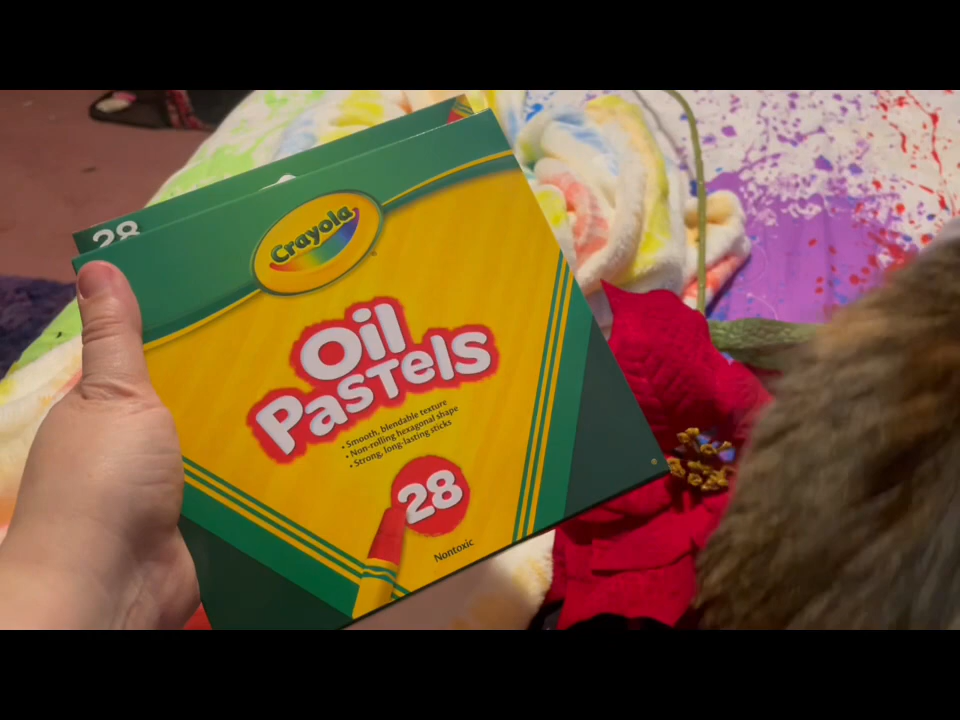 28
Crayola
Oil
Pastels
• Smooth, blendable texture
• Non-rolling hexagonal shape
• Strong, long-lasting sticks
28
Nontoxic